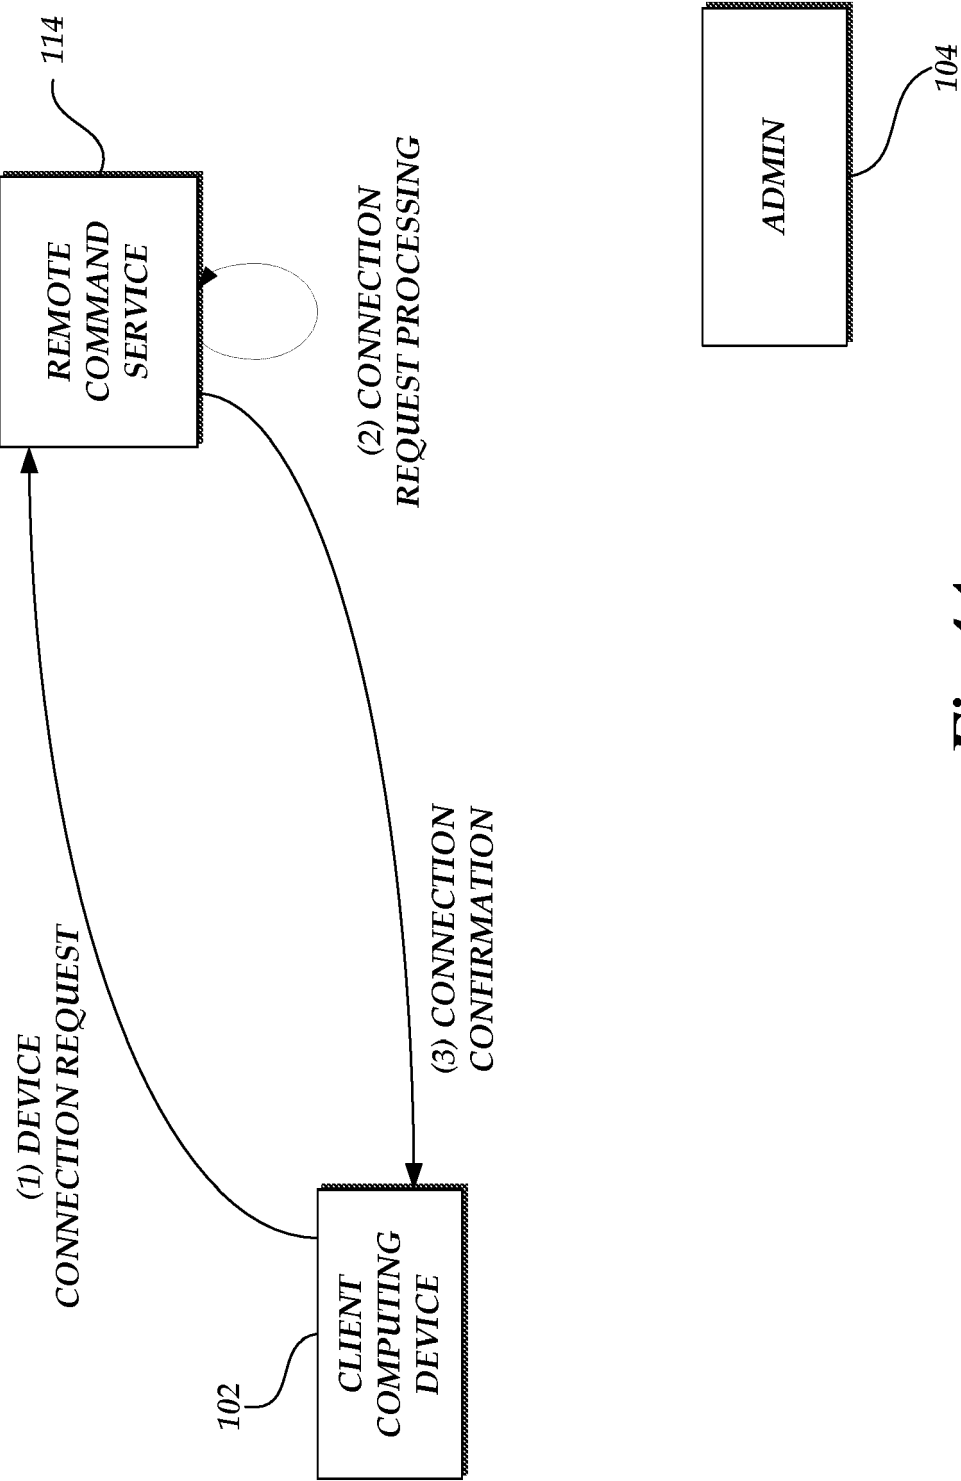 (1) DEVICE
CONNECTION REQUEST
REMOTE
COMMAND
SERVICE
114
(2) CONNECTION
REQUEST PROCESSING
(3) CONNECTION
CONFIRMATION
102
CLIENT
COMPUTING
DEVICE
ADMIN
104